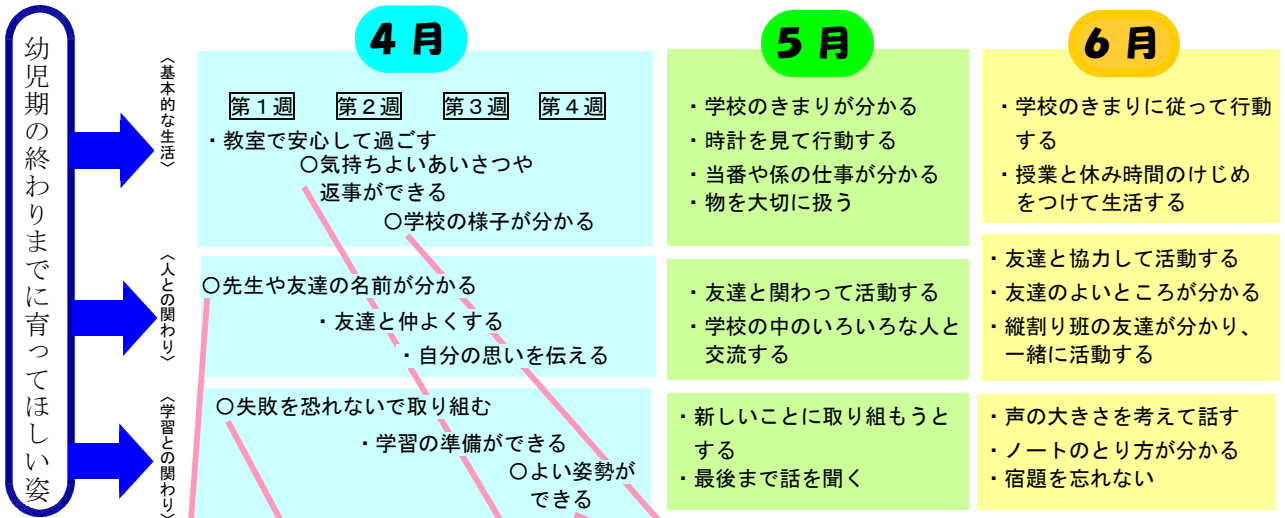 幼児期の終わりまでに育ってほしい姿
4月
5月
6月
〈基本的な生活〉
第1週 第2週 第3週 第4週
・教室で安心して過ごす
○気持ちよいあいさつや
返事ができる
○学校の様子が分かる
・学校のきまりが分かる
・時計を見て行動する
・当番や係の仕事が分かる
・物を大切に扱う
・学校のきまりに従って行動
する
・授業と休み時間のけじめ
をつけて生活する
〈人との関わり〉
○先生や友達の名前が分かる
・友達と仲よくする
・自分の思いを伝える
・友達と関わって活動する
・学校の中のいろいろな人と
交流する
・友達と協力して活動する
・友達のよいところが分かる
・縦割り班の友達が分かり、
一緒に活動する
〈学習との関わり〉
○失敗を恐れないで取り組む
・学習の準備ができる
○よい姿勢が
できる
・新しいことに取り組もうと
する
・最後まで話を聞く
・声の大きさを考えて話す
・ノートのとり方が分かる
・宿題を忘れない